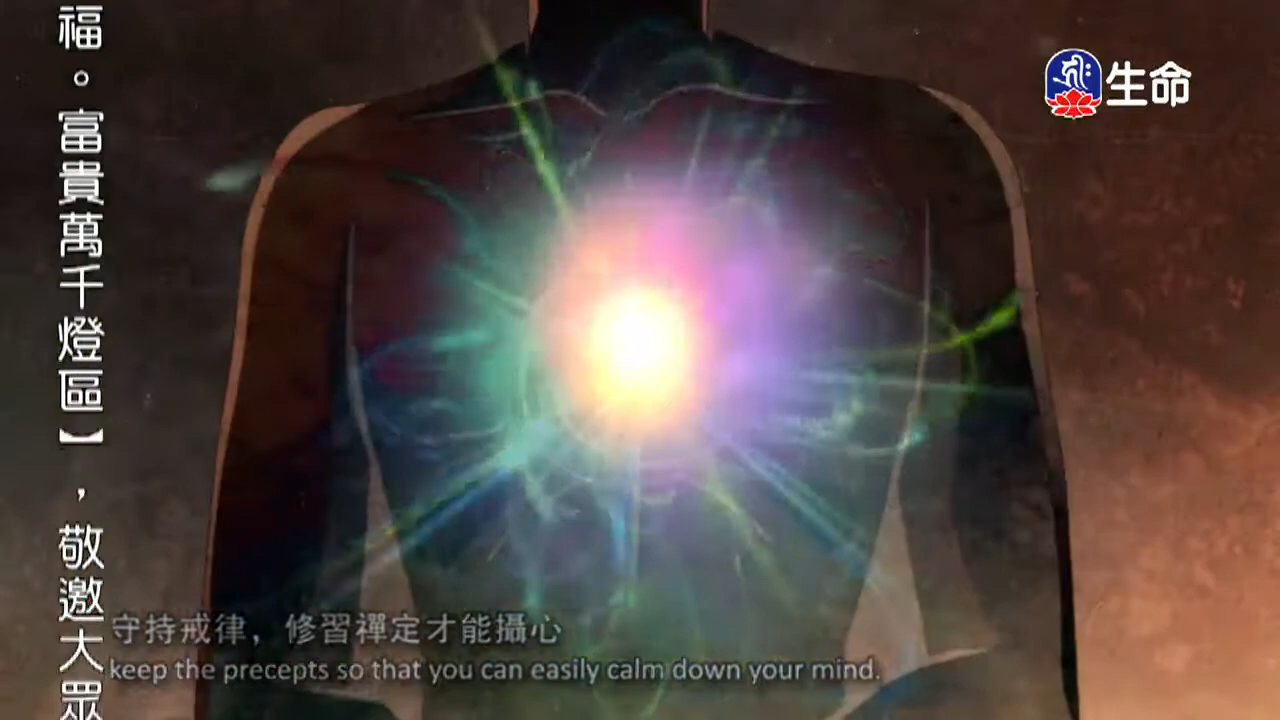 福。富貴萬千燈區】，敬邀大眾
生命
守持戒律，修習禪定才能攝心
keep the precepts so that you can easily calm down your mind.